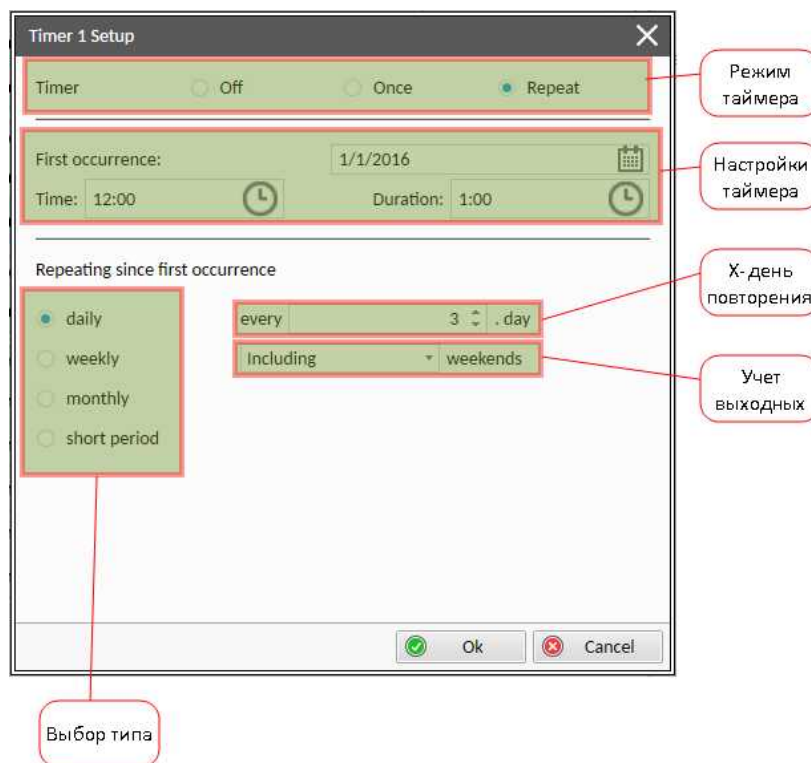 Timer 1 Setup
Timer Off Once Repeat
Режим
таймера
First occurrence: 1/1/2016
Time: 12:00 Duration: 1:00
Настройки
таймера
Repeating since first occurrence
daily every 3 . day
weekly Including weekends
monthly
short period
Х-день
повторения
Учет
выходных
Ok Cancel
Выбор типа